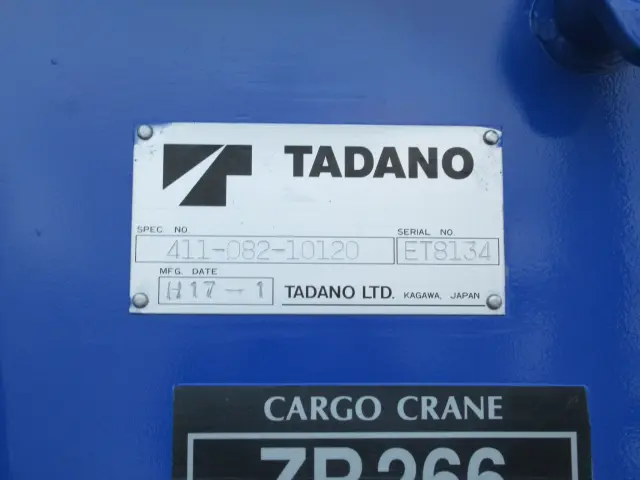 TADANO
SPEC NO
SERIAL NO
411-082-10120
ET8134
MFG. DATE
H17-1
TADANO LTD. KAGAWA, JAPAN
CARGO CRANE
ZR266